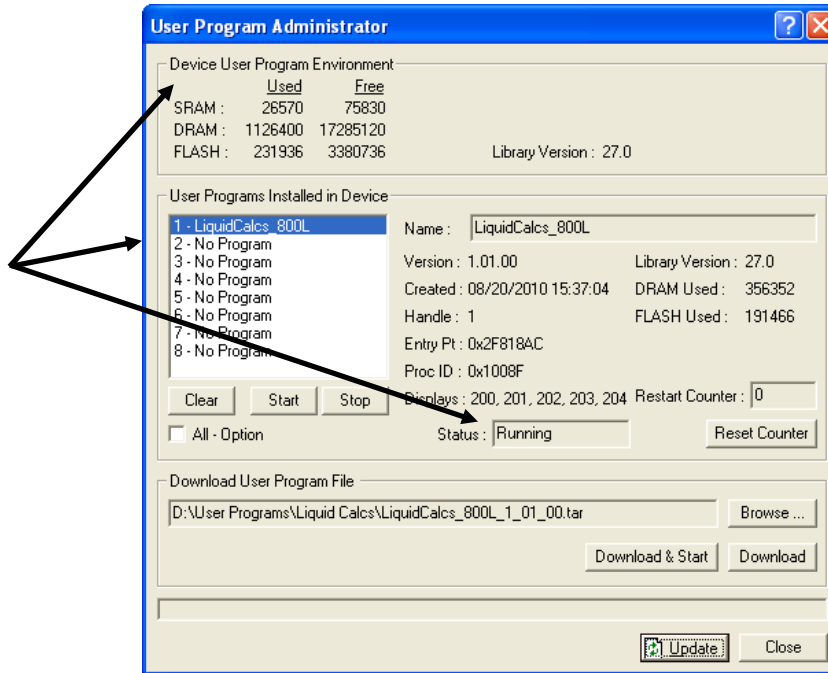 User Program Administrator
Device User Program Environment
Used Free
SRAM : 26570 75830
DRAM : 1126400 17285120
FLASH : 231936 3380736 Library Version : 27.0
User Programs Installed in Device
1 - LiquidCalcs_800L
2 - No Program
3 - No Program
4 - No Program
5 - No Program
6 - No Program
7 - No Program
8 - No Program
Name : LiquidCalcs_800L
Version : 1.01.00 Library Version : 27.0
Created : 08/20/2010 15:37:04 DRAM Used : 356352
Handle : 1 FLASH Used : 191466
Entry Pt : 0x2F818AC
Proc ID : 0x1008F
Displays : 200, 201, 202, 203, 204 Restart Counter : 0
Clear Start Stop
All - Option Status : Running Reset Counter
Download User Program File
D:\User Programs\Liquid Calcs\LiquidCalcs_800L_1_01_00.tar Browse ...
Download & Start Download
Update Close